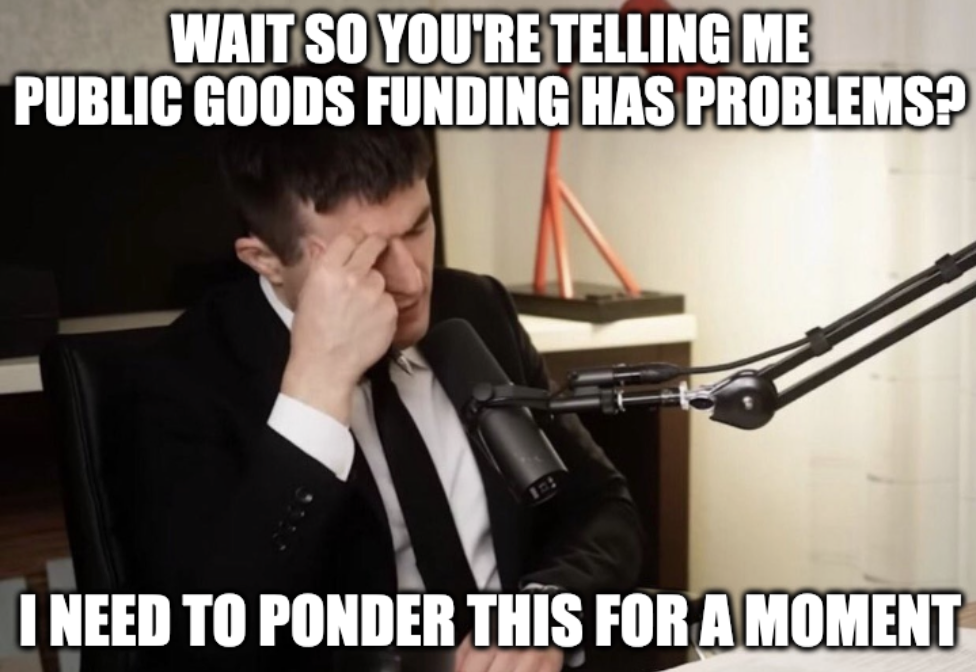 WAIT SO YOU'RE TELLING ME
PUBLIC GOODS FUNDING HAS PROBLEMS?
I NEED TO PONDER THIS FOR A MOMENT